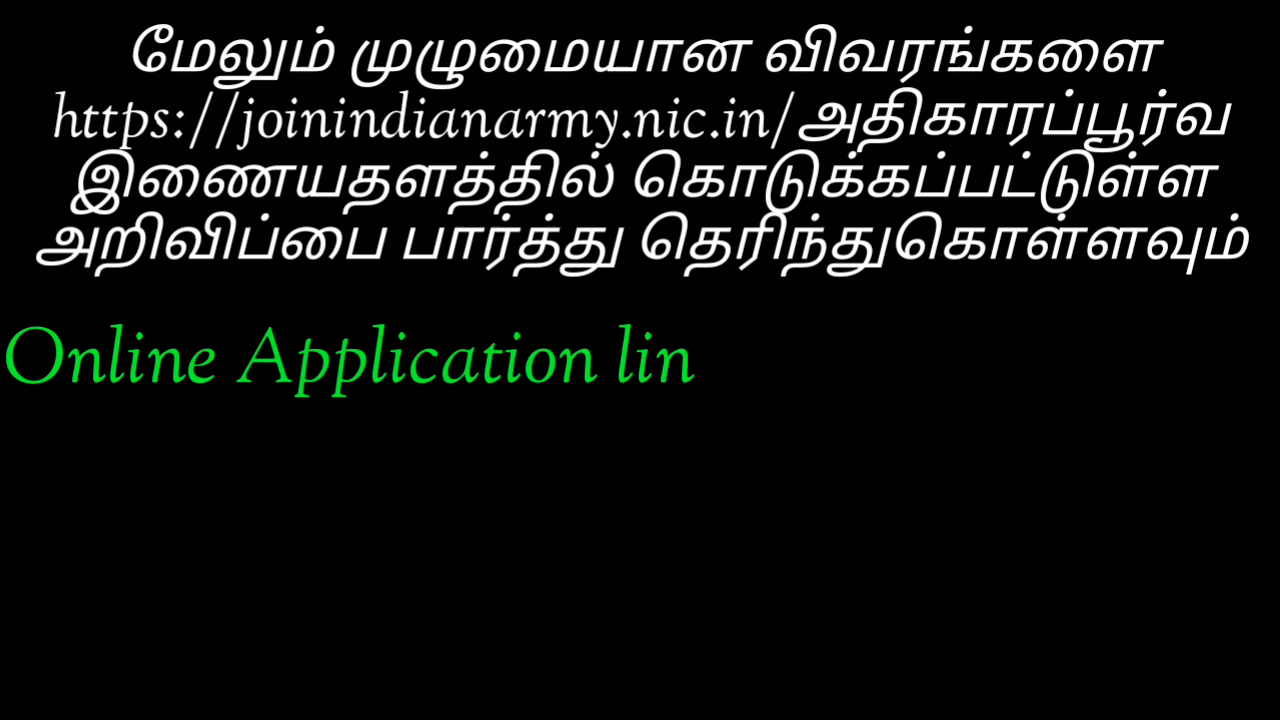 மேலும் முழுமையான விவரங்களை
https://joinindianarmy.nic.in/அதிகாரப்பூர்வ
இணையதளத்தில் கொடுக்கப்பட்டுள்ள
அறிவிப்பை பார்த்து தெரிந்துகொள்ளவும்
Online Application lin